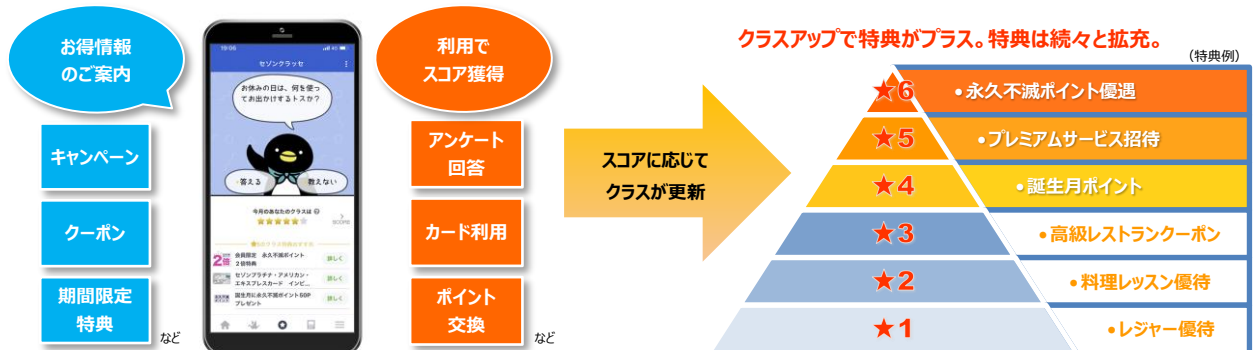 お得情報
のご案内
キャンペーン
クーポン
期間限定
特典
など
19:06
セゾンクラッセ
お休みの日は、何を使っ
てお出かけするトスか？
答える
教えない
今月のあなたのクラスは
SCORE
2倍
会員限定 永久不滅ポイント
2倍特典
詳しく
セゾンプラチナ・アメリカン・
エキスプレスカード インビ...
詳しく
誕生月に永久不滅ポイント50P
プレゼント
詳しく
利用で
スコア獲得
アンケート
回答
カード利用
ポイント
交換
など
スコアに応じて
クラスが更新
クラスアップで特典がプラス。特典は続々と拡充。
（特典例）
★6 •永久不滅ポイント優遇
★5 •プレミアムサービス招待
★4 •誕生月ポイント
★3 •高級レストランクーポン
★2 •料理レッスン優待
★1 •レジャー優待